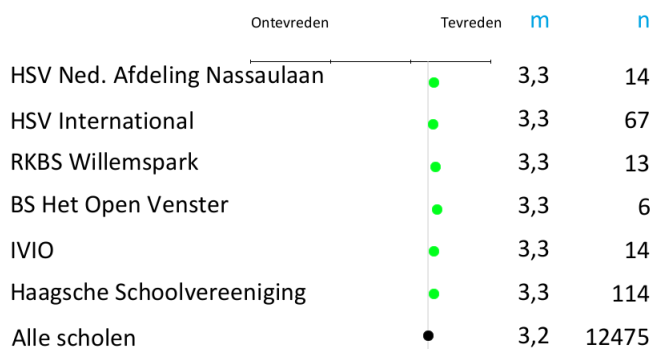 Ontevreden Tevreden m n
HSV Ned. Afdeling Nassaulaan 3,3 14
HSV International 3,3 67
RKBS Willemspark 3,3 13
BS Het Open Venster 3,3 6
IVIO 3,3 14
Haagsche Schoolvereeniging 3,3 114
Alle scholen 3,2 12475